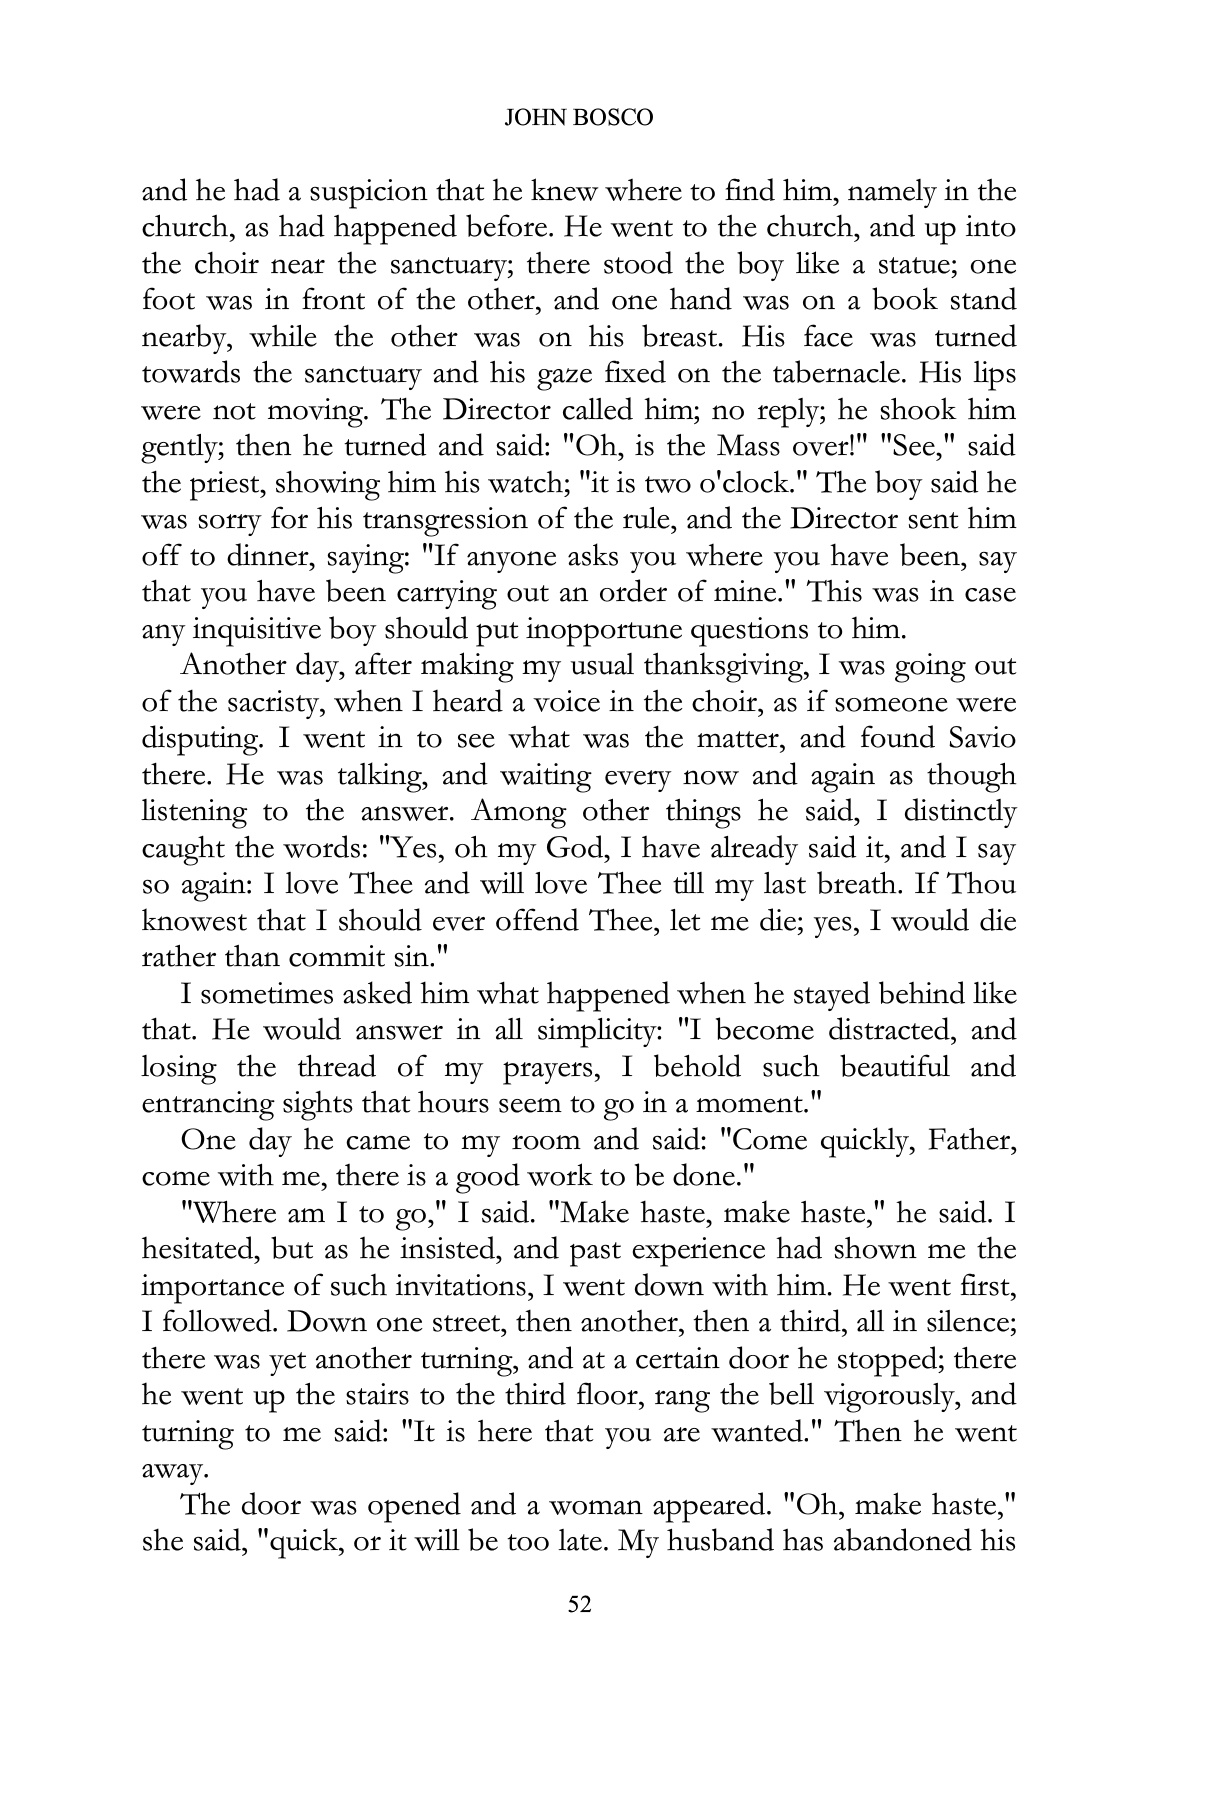 JOHN BOSCO
and he had a suspicion that he knew where to find him, namely in the
church, as had happened before. He went to the church, and up into
the choir near the sanctuary; there stood the boy like a statue; one
foot was in front of the other, and one hand was on a book stand
nearby, while the other was on his breast. His face was turned
towards the sanctuary and his gaze fixed on the tabernacle. His lips
were not moving. The Director called him; no reply; he shook him
gently; then he turned and said: "Oh, is the Mass over!" "See," said
the priest, showing him his watch; "it is two o'clock." The boy said he
was sorry for his transgression of the rule, and the Director sent him
off to dinner, saying: "If anyone asks you where you have been, say
that you have been carrying out an order of mine." This was in case
any inquisitive boy should put inopportune questions to him.
Another day, after making my usual thanksgiving, I was going out
of the sacristy, when I heard a voice in the choir, as if someone were
disputing. I went in to see what was the matter, and found Savio
there. He was talking, and waiting every now and again as though
listening to the answer. Among other things he said, I distinctly
caught the words: "Yes, oh my God, I have already said it, and I say
so again: I love Thee and will love Thee till my last breath. If Thou
knowest that I should ever offend Thee, let me die; yes, I would die
rather than commit sin."
I sometimes asked him what happened when he stayed behind like
that. He would answer in all simplicity: "I become distracted, and
losing the thread of my prayers, I behold such beautiful and
entrancing sights that hours seem to go in a moment."
One day he came to my room and said: "Come quickly, Father,
come with me, there is a good work to be done."
"Where am I to go," I said. "Make haste, make haste," he said. I
hesitated, but as he insisted, and past experience had shown me the
importance of such invitations, I went down with him. He went first,
I followed. Down one street, then another, then a third, all in silence;
there was yet another turning, and at a certain door he stopped; there
he went up the stairs to the third floor, rang the bell vigorously, and
turning to me said: "It is here that you are wanted." Then he went
away.
The door was opened and a woman appeared. "Oh, make haste,"
she said, "quick, or it will be too late. My husband has abandoned his
52